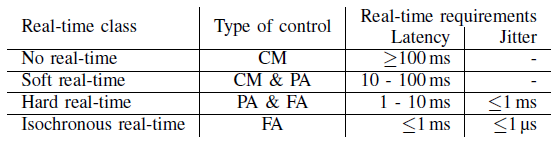 Real-time class Type of control Real-time requirements
Latency Jitter
No real-time CM ≥100 ms -
Soft real-time CM & PA 10 - 100 ms -
Hard real-time PA & FA 1 - 10 ms ≤1 ms
Isochronous real-time FA ≤1 ms ≤1 µs